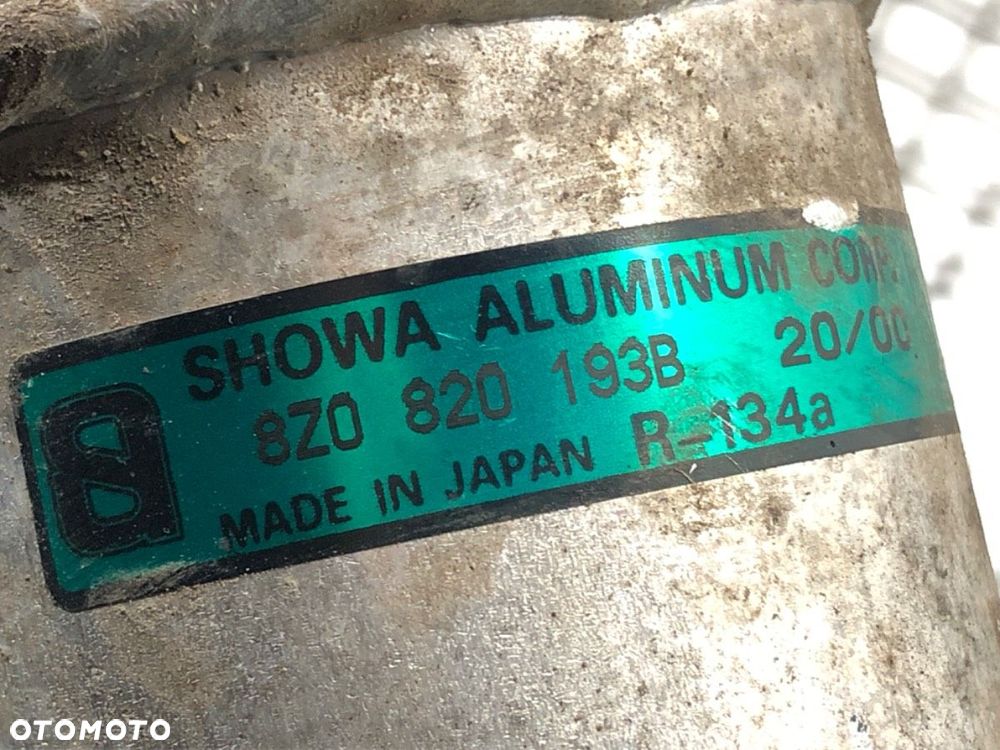 SHOWA ALUMINUM CORP.
8Z0 820 193B 20/00
MADE IN JAPAN R-134a
OTOMOTO